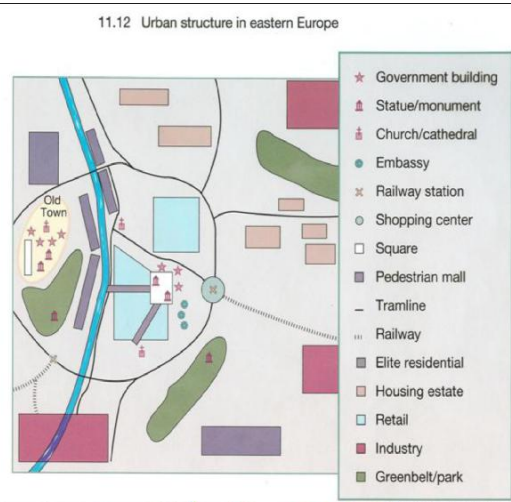 11.12 Urban structure in eastern Europe
Old
Town
Government building
Statue/monument
Church/cathedral
Embassy
Railway station
Shopping center
Square
Pedestrian mall
Tramline
Railway
Elite residential
Housing estate
Retail
Industry
Greenbelt/park